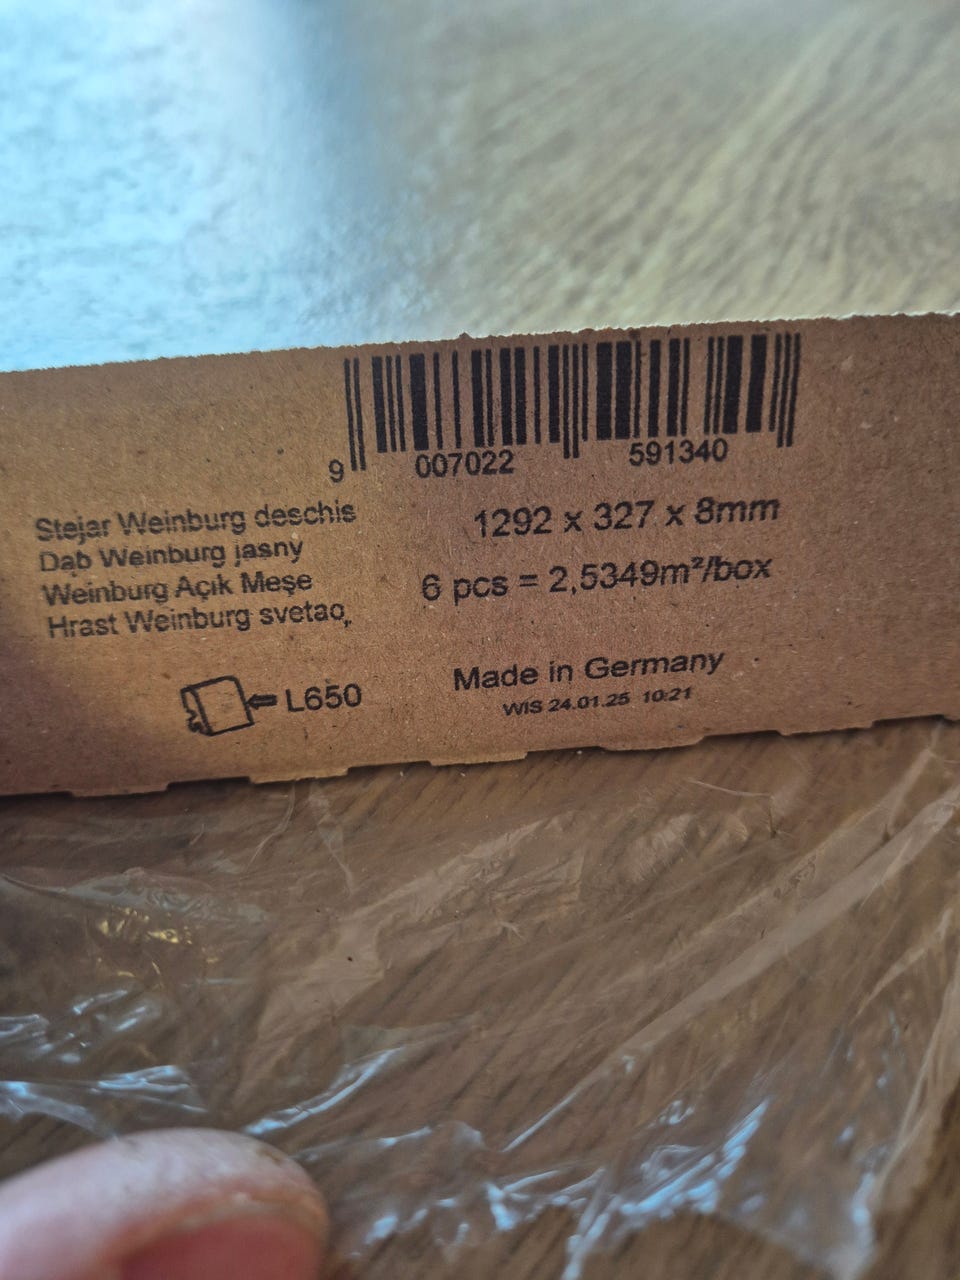 9 007022 591340
Stejar Weinburg deschis
Dąb Weinburg jasny
Weinburg Açık Meşe
Hrast Weinburg svetao,
1292 x 327 x 8mm
6 pcs = 2,5349m²/box
L650
Made in Germany
WIS 24.01.25 10:21